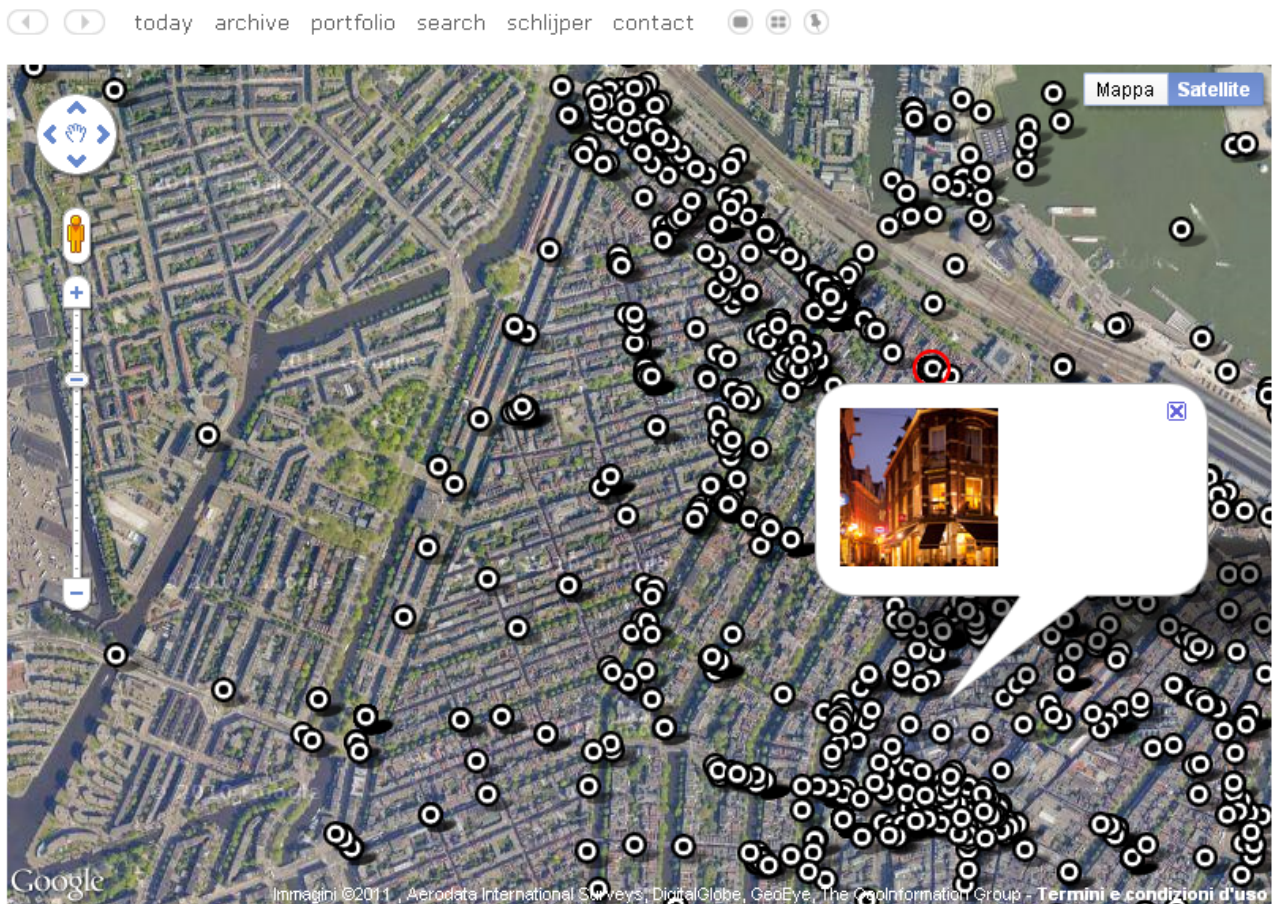 today archive portfolio search schlijper contact
Mappa Satellite
Google
Immagini ©2011 , Aerodata International Surveys, DigitalGlobe, GeoEye, The GeoInformation Group - Termini e condizioni d'uso